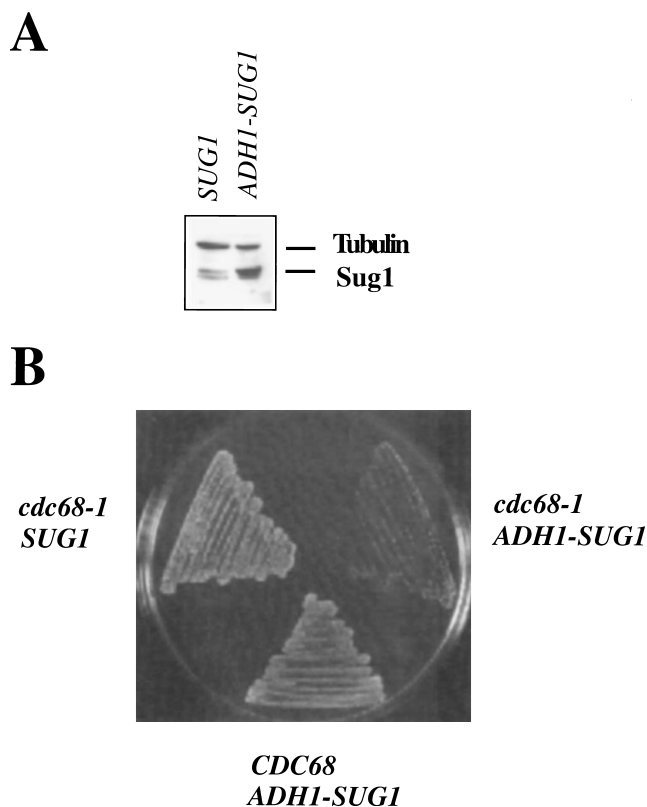 A
SUG1
ADH1-SUG1
Tubulin
Sug1
B
cdc68-1
SUG1
cdc68-1
ADH1-SUG1
CDC68
ADH1-SUG1